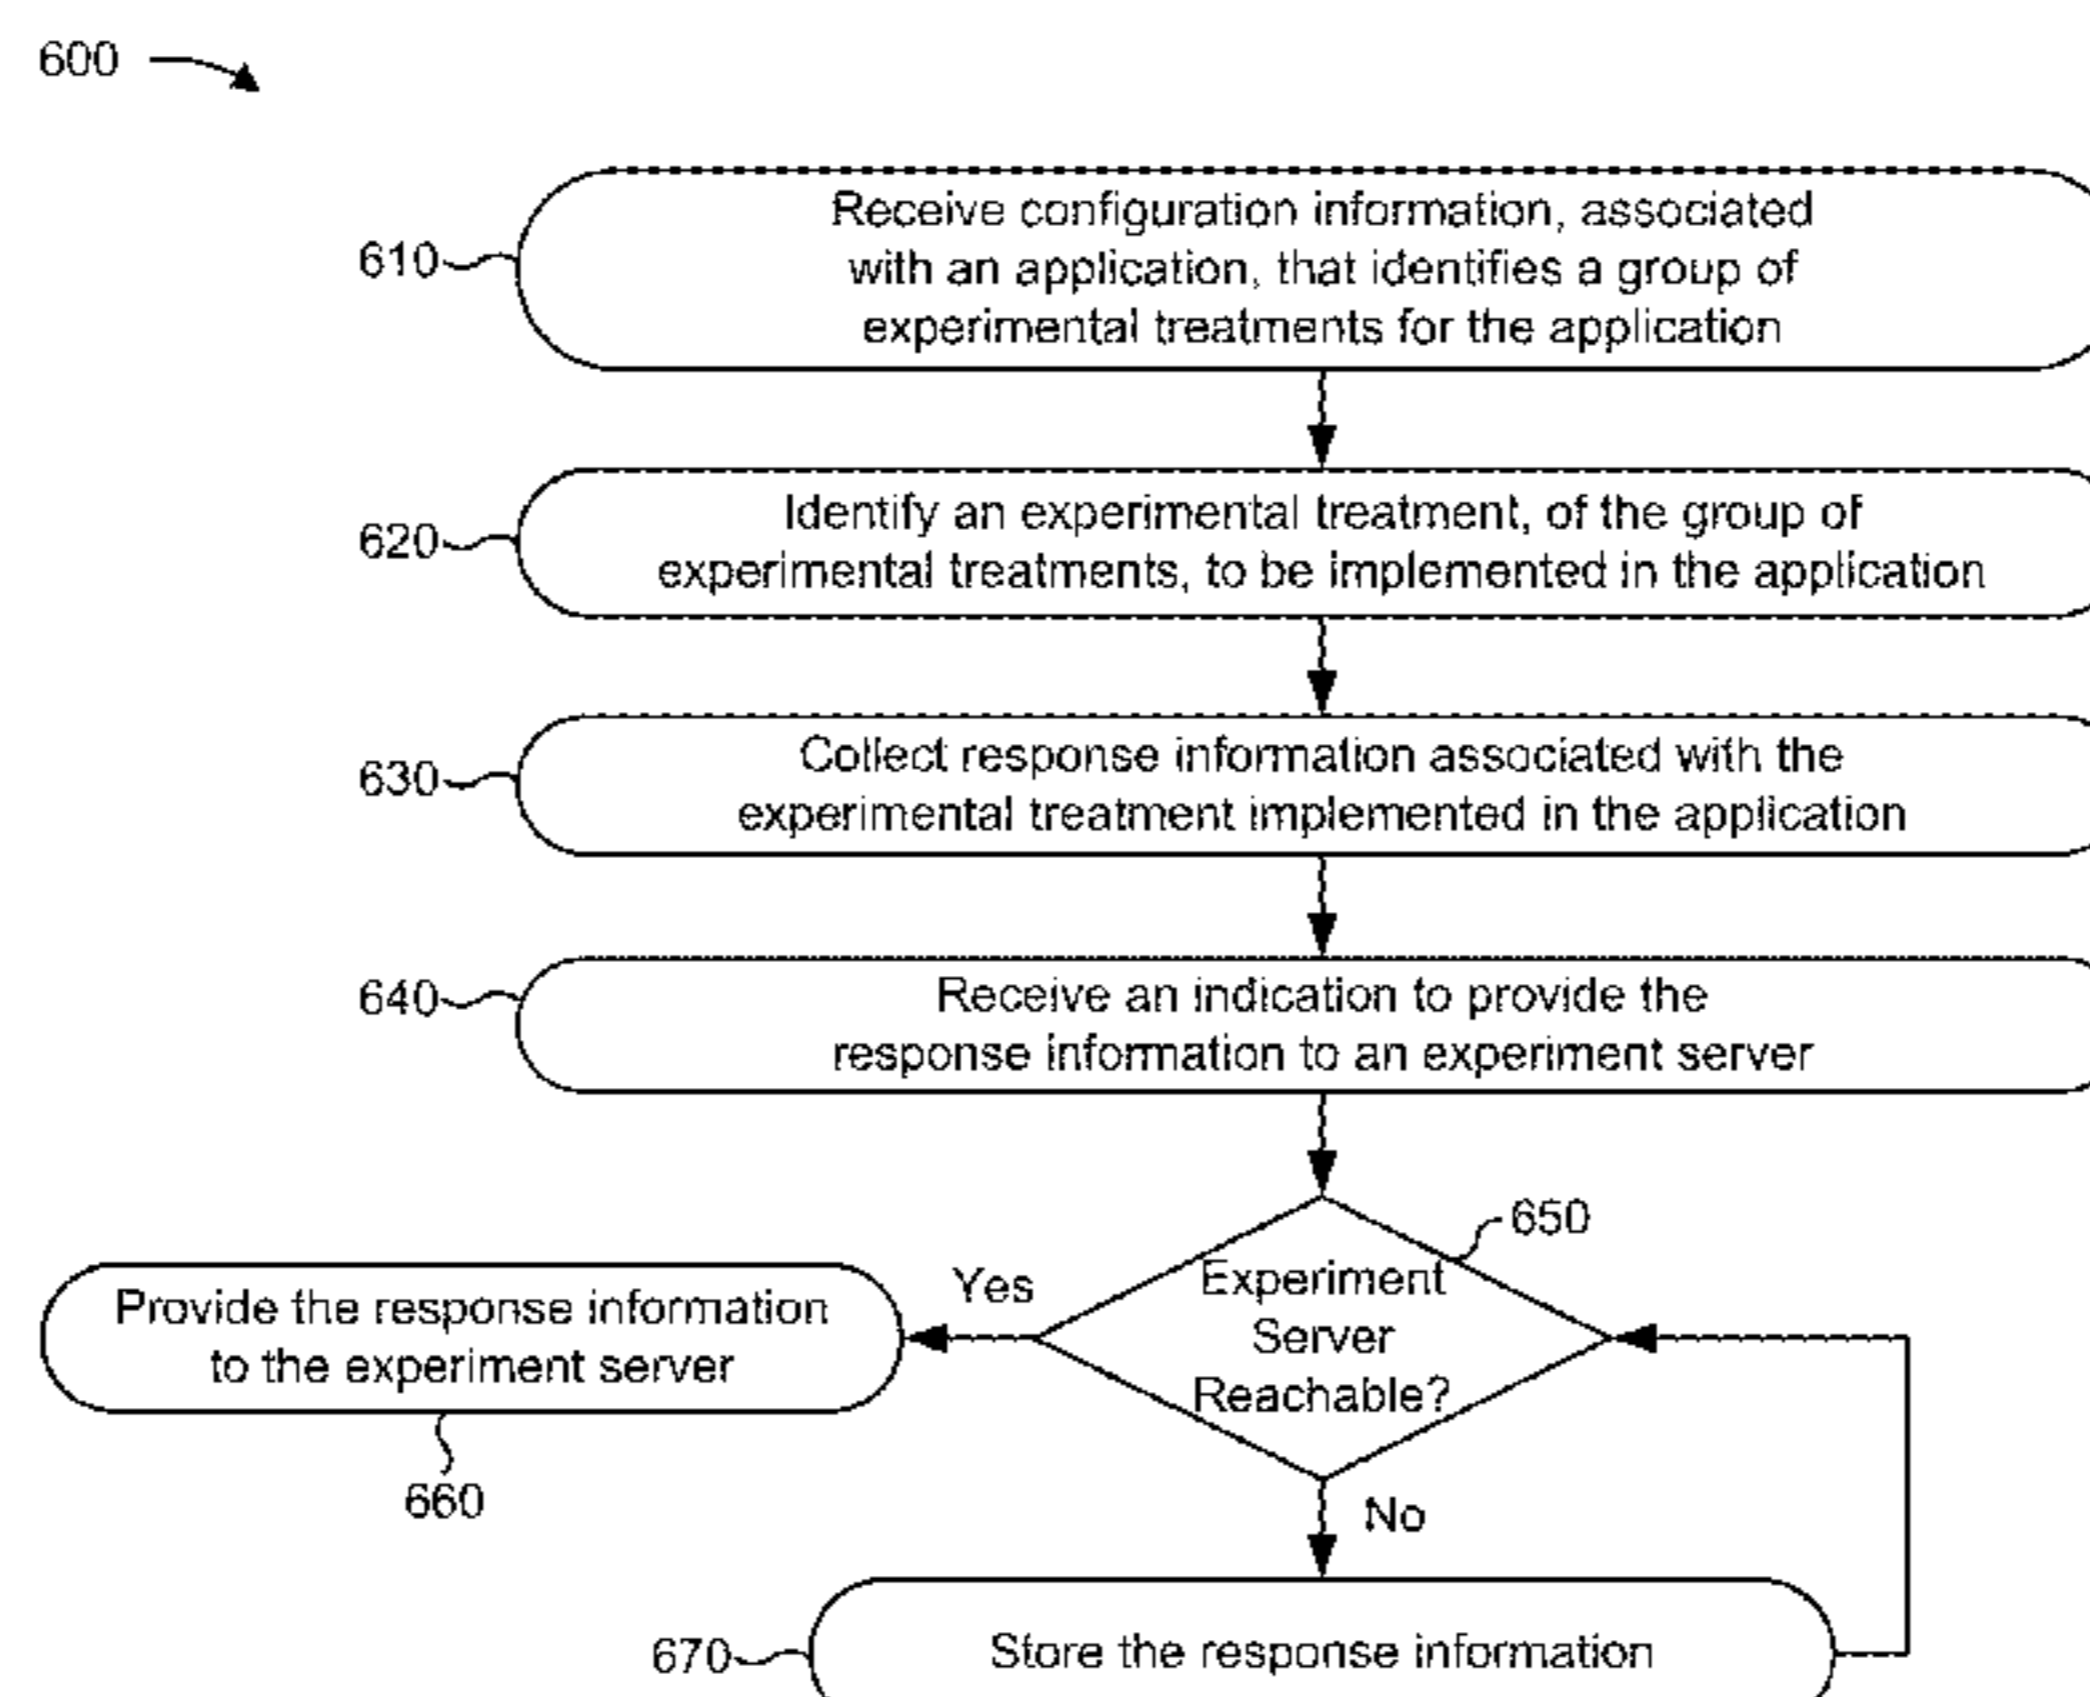 600
Receive configuration information, associated
with an application, that identifies a group of
experimental treatments for the application
610
Identify an experimental treatment, of the group of
experimental treatments, to be implemented in the application
620
Collect response information associated with the
experimental treatment implemented in the application
630
Receive an indication to provide the
response information to an experiment server
640
650
Experiment
Server
Reachable?
Yes
Provide the response information
to the experiment server
660
No
Store the response information
670